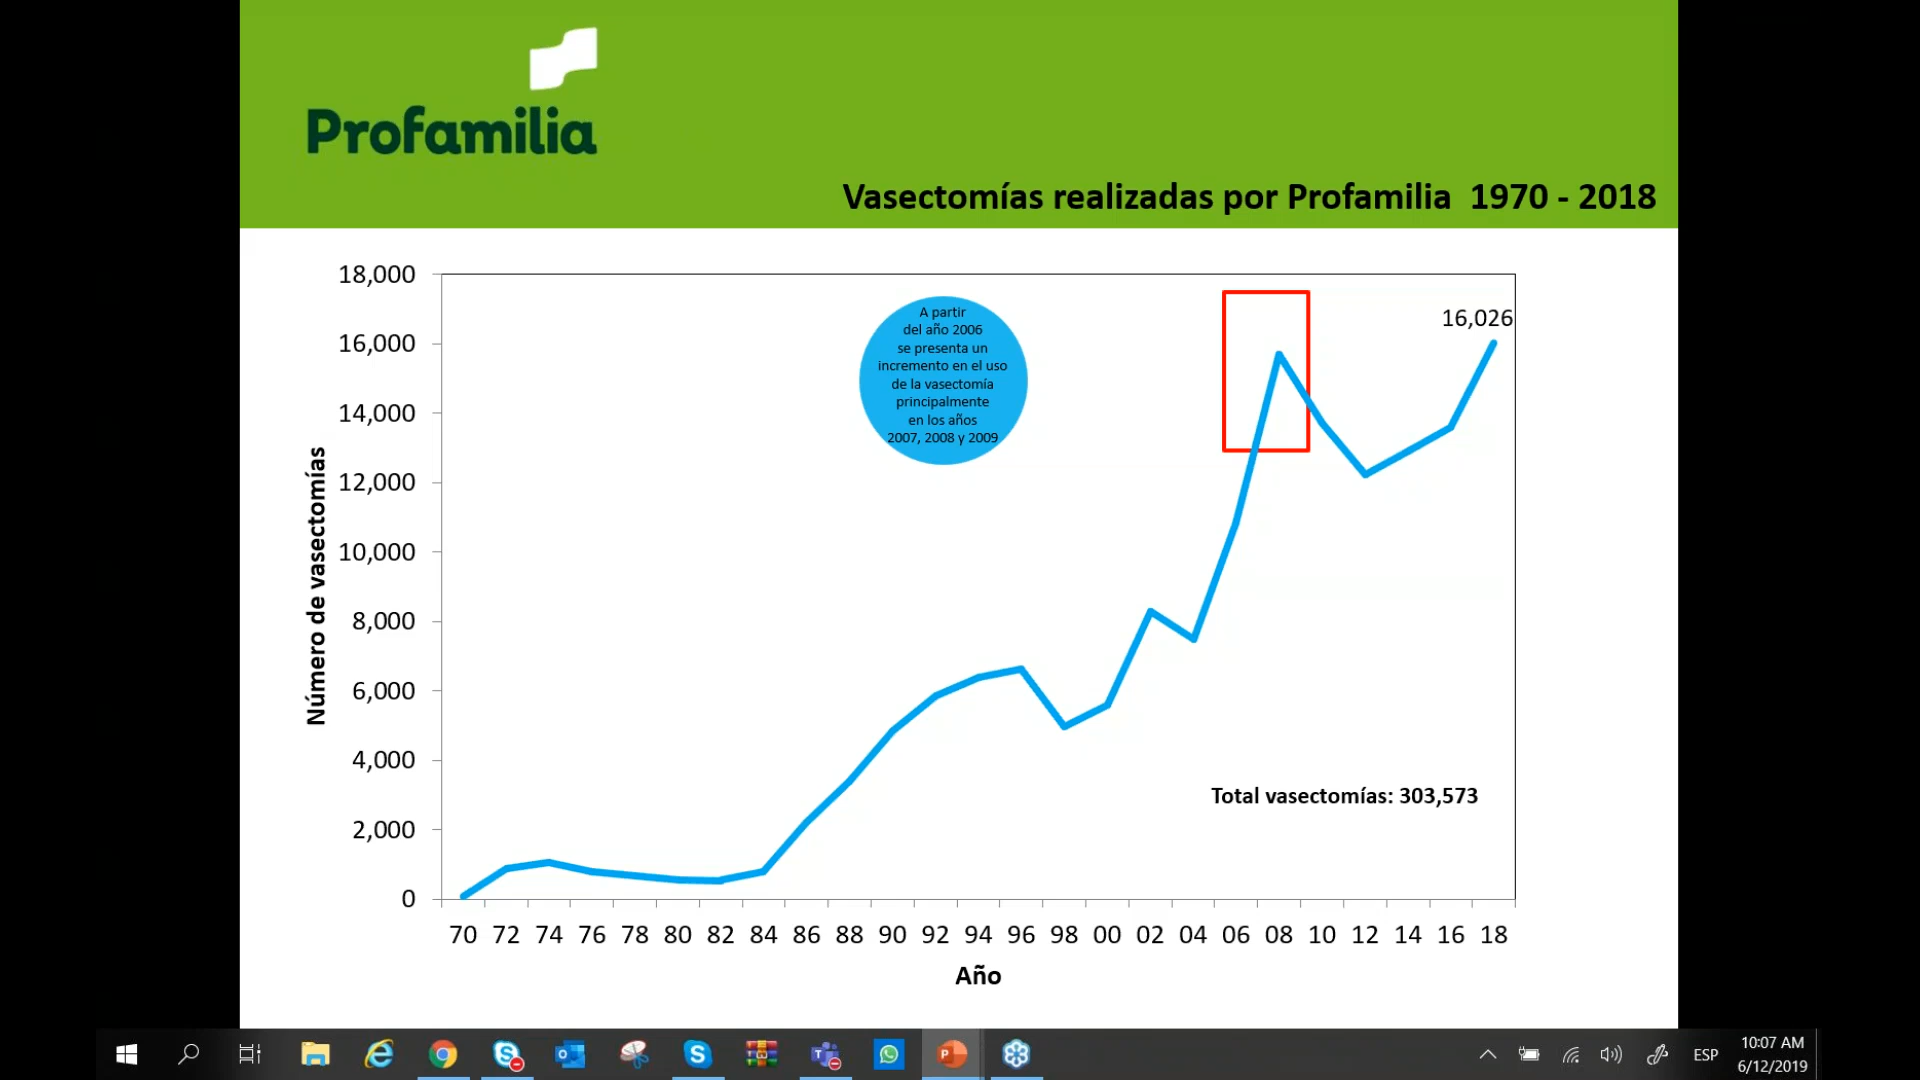 Profamilia
Vasectomías realizadas por Profamilia 1970 - 2018
18,000
16,000
14,000
12,000
10,000
8,000
6,000
4,000
2,000
0
Número de vasectomías
A partir
del año 2006
se presenta un
incremento en el uso
de la vasectomía
principalmente
en los años
2007, 2008 y 2009
16,026
Total vasectomías: 303,573
70 72 74 76 78 80 82 84 86 88 90 92 94 96 98 00 02 04 06 08 10 12 14 16 18
Año
ESP
10:07 AM
6/12/2019